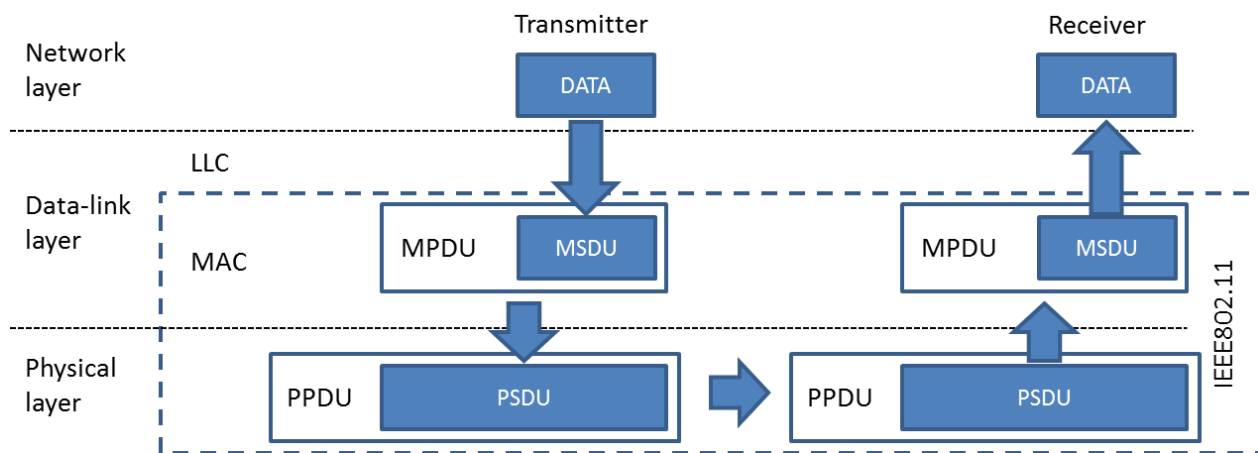 Transmitter
Receiver
Network
layer
DATA
DATA
LLC
Data-link
layer
MAC
MPDU
MSDU
MPDU
MSDU
IEEE802.11
Physical
layer
PPDU
PSDU
PPDU
PSDU